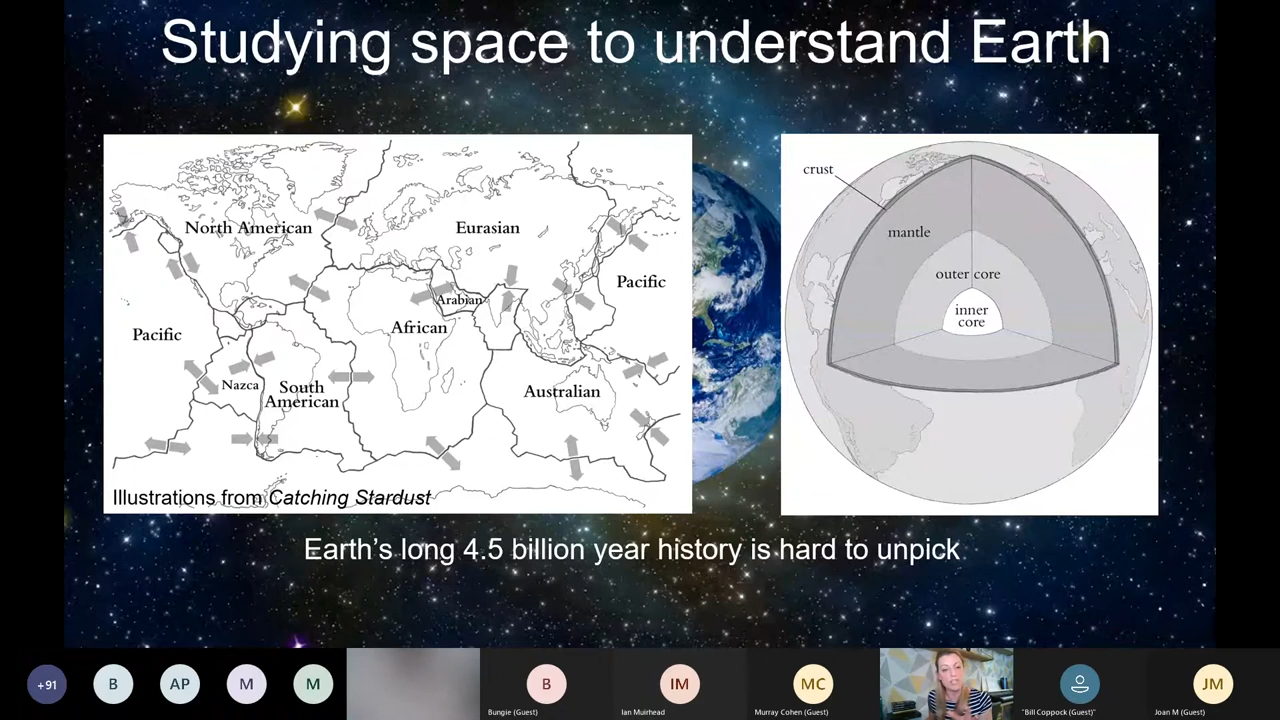 Studying space to understand Earth
North American
Eurasian
Pacific
Arabian
African
Pacific
Nazca
South
American
Australian
Illustrations from Catching Stardust
crust
mantle
outer core
inner
core
Earth's long 4.5 billion year history is hard to unpick
+91
B
AP
M
M
B
Bungie (Guest)
IM
Ian Muirhead
MC
Murray Cohen (Guest)
"Bill Coppock (Guest)"
JM
Joan M (Guest)